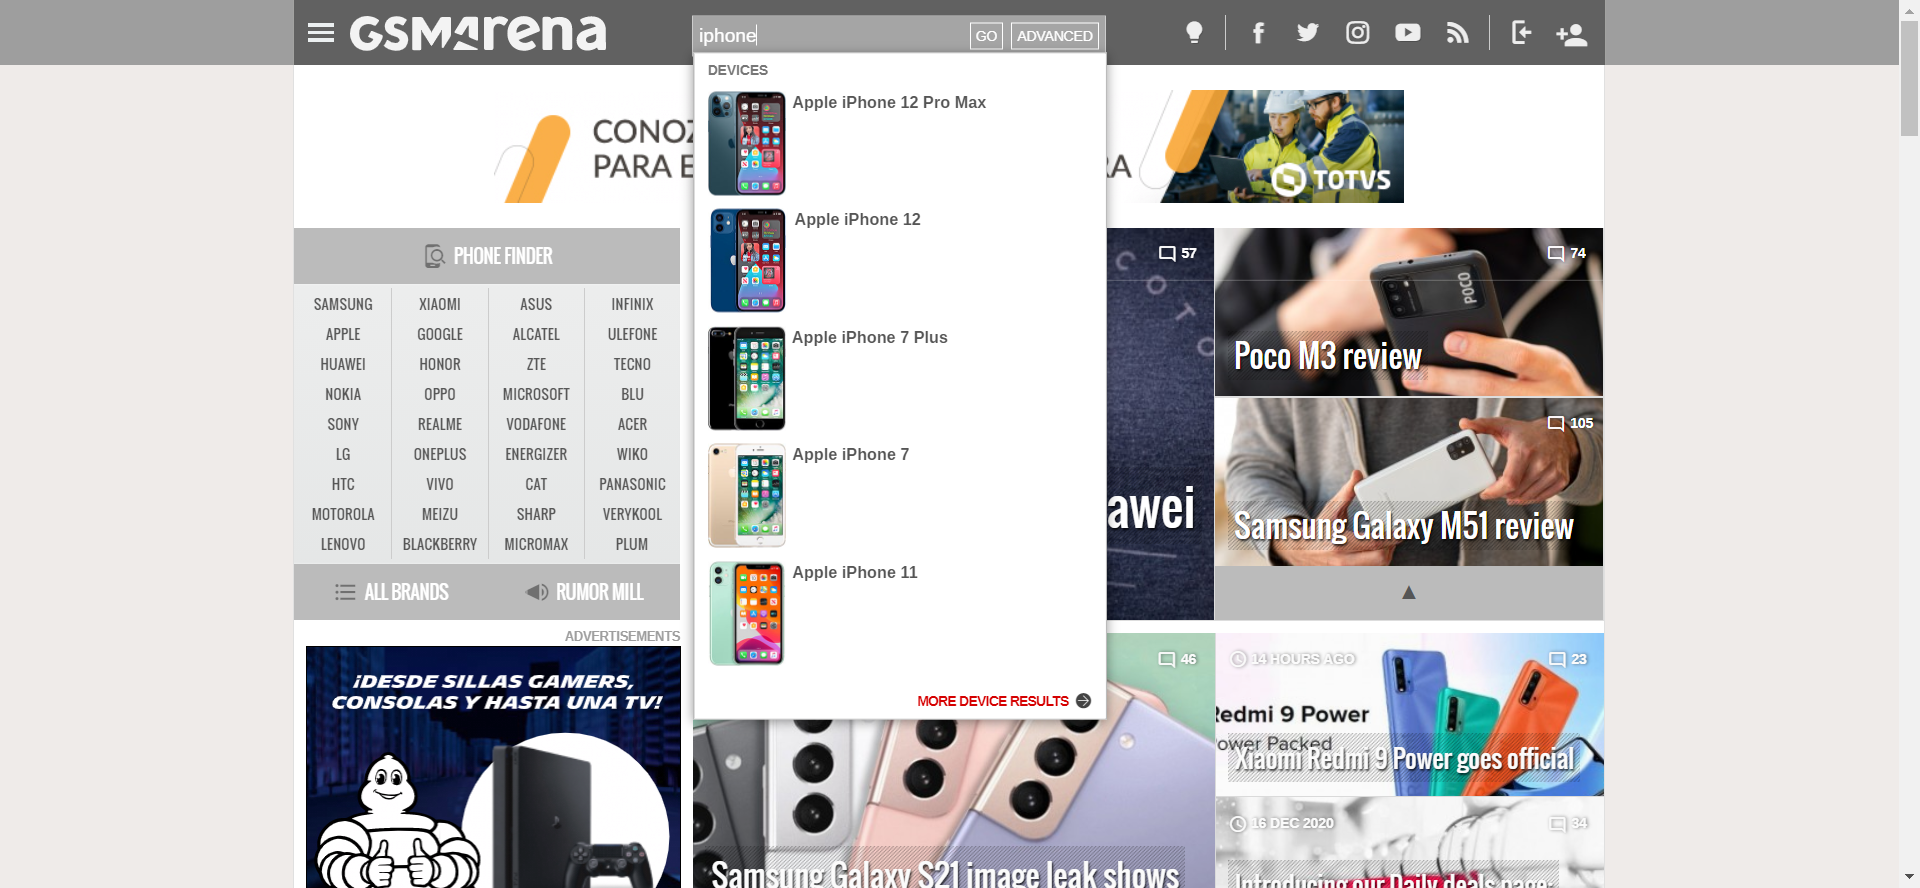 GSMArena
iphone
GO
ADVANCED
DEVICES
Apple iPhone 12 Pro Max
Apple iPhone 12
Apple iPhone 7 Plus
Apple iPhone 7
Apple iPhone 11
MORE DEVICE RESULTS
CONOZ
PARA E
RA
TOTVS
PHONE FINDER
SAMSUNG XIAOMI ASUS INFINIX
APPLE GOOGLE ALCATEL ULEFONE
HUAWEI HONOR ZTE TECNO
NOKIA OPPO MICROSOFT BLU
SONY REALME VODAFONE ACER
LG ONEPLUS ENERGIZER WIKO
HTC VIVO CAT PANASONIC
MOTOROLA MEIZU SHARP VERYKOOL
LENOVO BLACKBERRY MICROMAX PLUM
ALL BRANDS
RUMOR MILL
57
COTO
awei
74
POCO
Poco M3 review
105
Samsung Galaxy M51 review
▲
ADVERTISEMENTS
¡DESDE SILLAS GAMERS,
CONSOLAS Y HASTA UNA TV!
46
Samsung Galaxy S21 image leak shows
14 HOURS AGO
23
Redmi 9 Power
ower Packed
Xiaomi Redmi 9 Power goes official
16 DEC 2020
34
Introducing our Daily deals page: